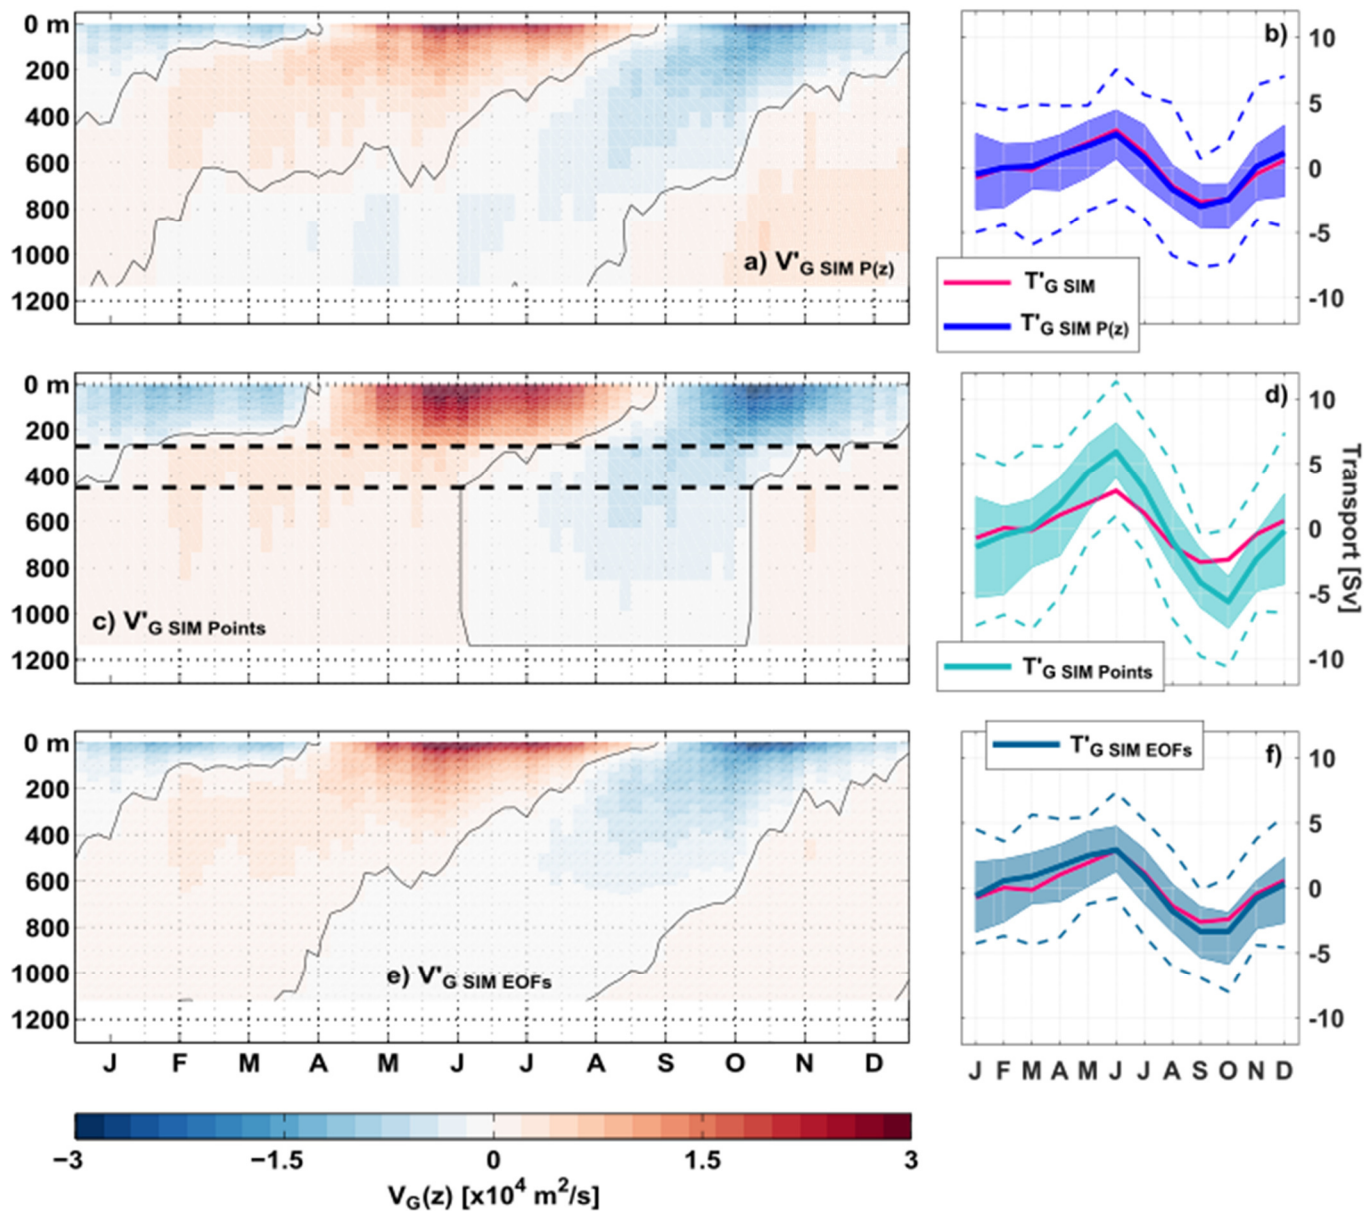 0 m
200
400
600
800
1000
1200
a) V'G SIM P(z)
b)
10
5
0
-5
-10
T'G SIM
T'G SIM P(z)
0 m
200
400
600
800
1000
1200
c) V'G SIM Points
d)
10
5
0
-5
-10
Transport [Sv]
T'G SIM Points
0 m
200
400
600
800
1000
1200
e) V'G SIM EOFs
J F M A M J J A S O N D
T'G SIM EOFs
f)
10
5
0
-5
-10
J F M A M J J A S O N D
−3 −1.5 0 1.5 3
VG(z) [x10⁴ m²/s]